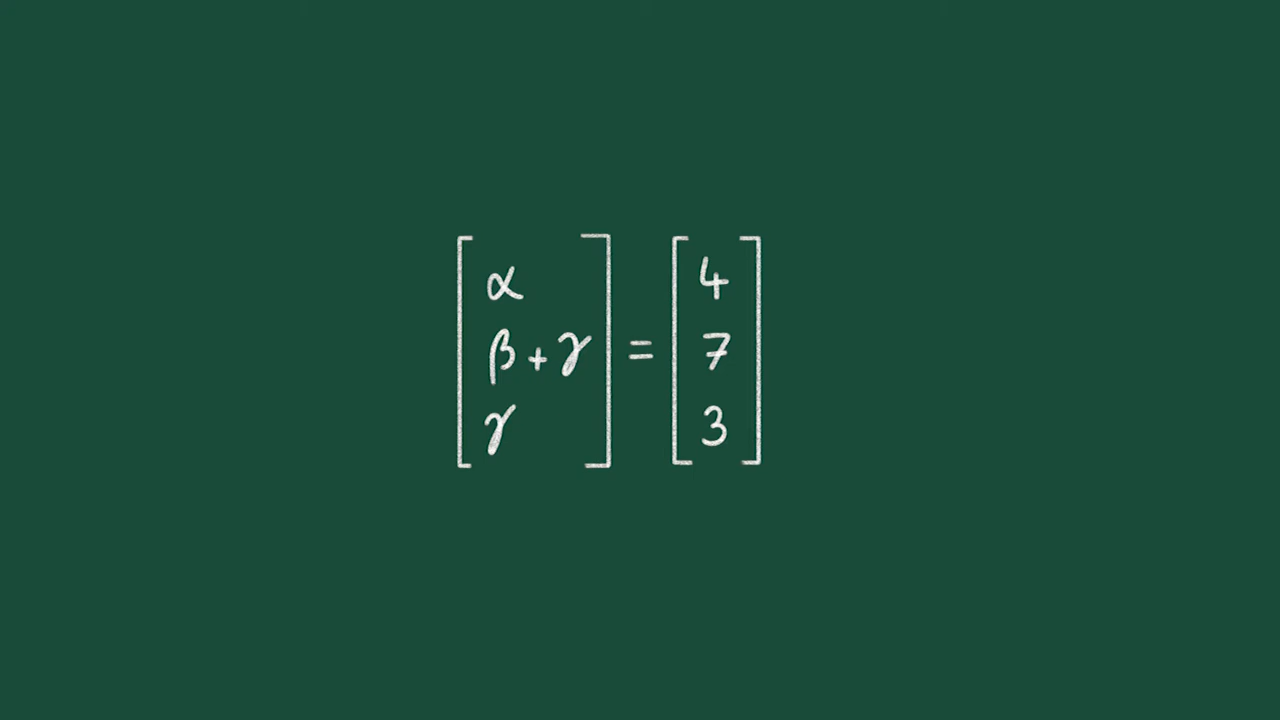 α 4
β + γ = 7
γ 3